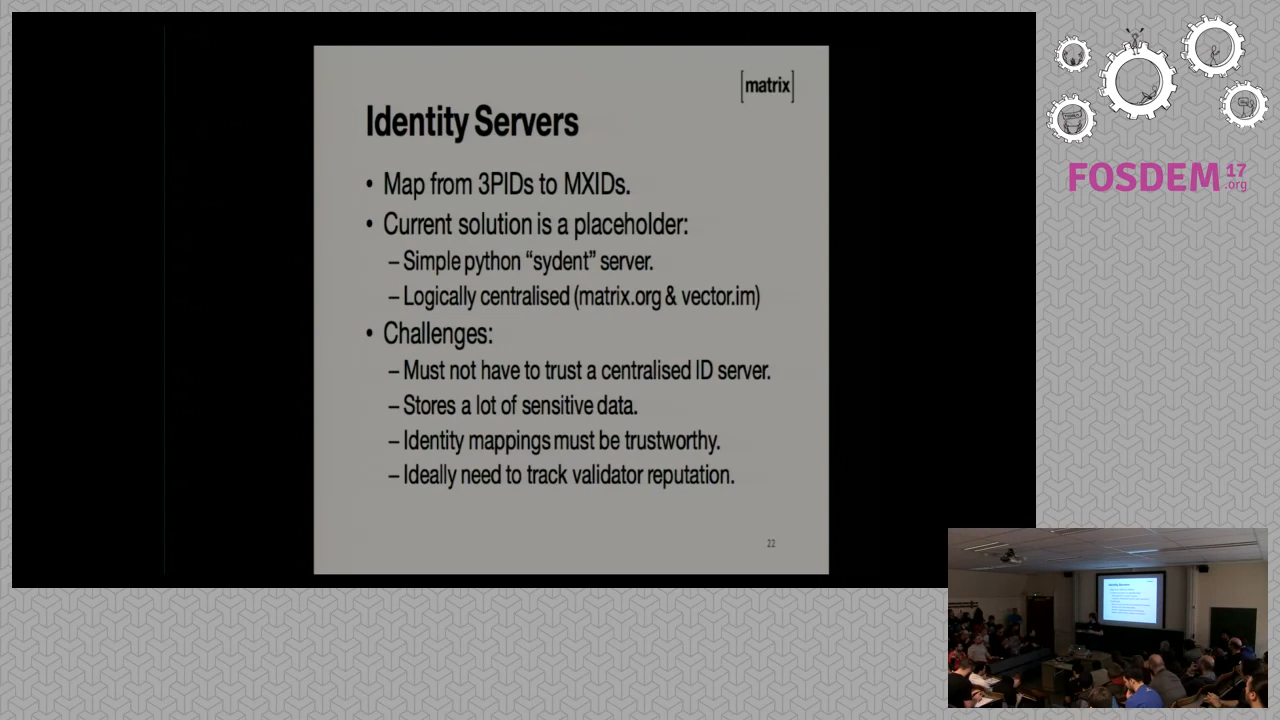 [matrix]
Identity Servers
• Map from 3PIDs to MXIDs.
• Current solution is a placeholder:
– Simple python “sydent” server.
– Logically centralised (matrix.org & vector.im)
• Challenges:
– Must not have to trust a centralised ID server.
– Stores a lot of sensitive data.
– Identity mappings must be trustworthy.
– Ideally need to track validator reputation.
22
FOSDEM 17
.org